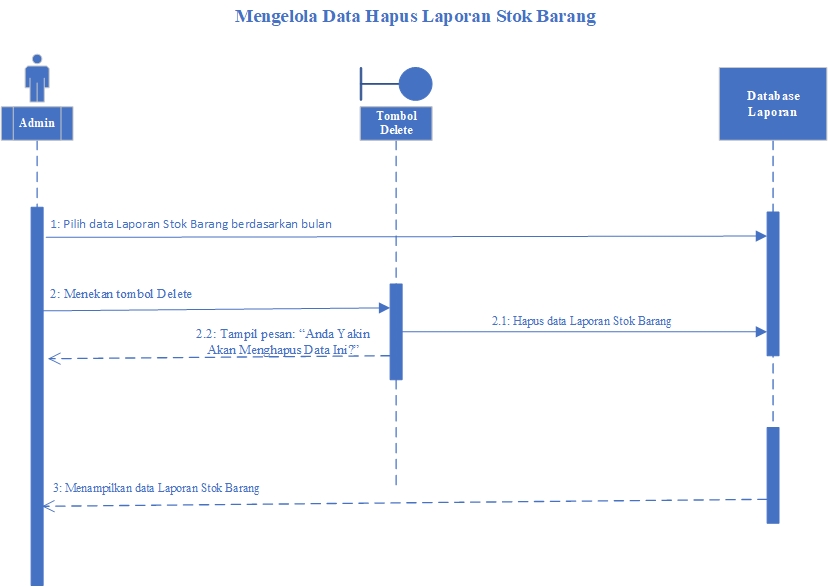 Mengelola Data Hapus Laporan Stok Barang
Admin
Tombol
Delete
Database
Laporan
1: Pilih data Laporan Stok Barang berdasarkan bulan
2: Menekan tombol Delete
2.1: Hapus data Laporan Stok Barang
2.2: Tampil pesan: “Anda Yakin
Akan Menghapus Data Ini?”
3: Menampilkan data Laporan Stok Barang